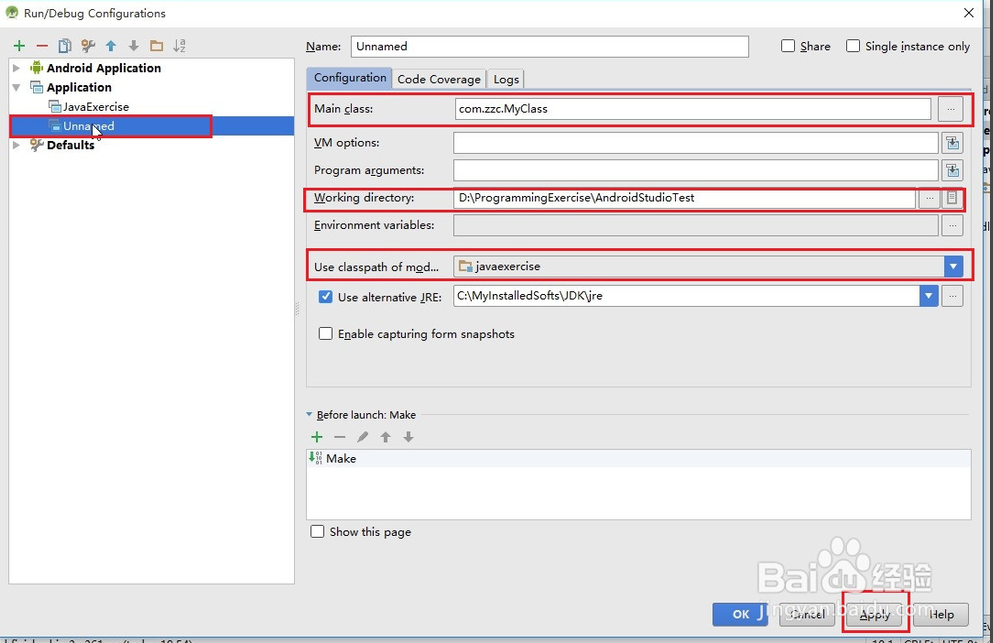 Run/Debug Configurations
Name: Unnamed Share Single instance only
Android Application
Application
JavaExercise
Unnamed
Defaults
Configuration Code Coverage Logs
Main class: com.zzc.MyClass ...
VM options:
Program arguments:
Working directory: D:\ProgrammingExercise\AndroidStudioTest ...
Environment variables: ...
Use classpath of mod... javaexercise
Use alternative JRE: C:\MyInstalledSofts\JDK\jre ...
Enable capturing form snapshots
Before launch: Make
Make
Show this page
Baidu经验
jingyan.baidu.com
OK Cancel Apply Help